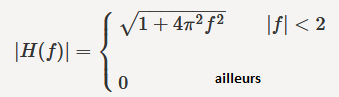 √1 + 4π²f² |f| < 2
|H(f)| = {
0 ailleurs